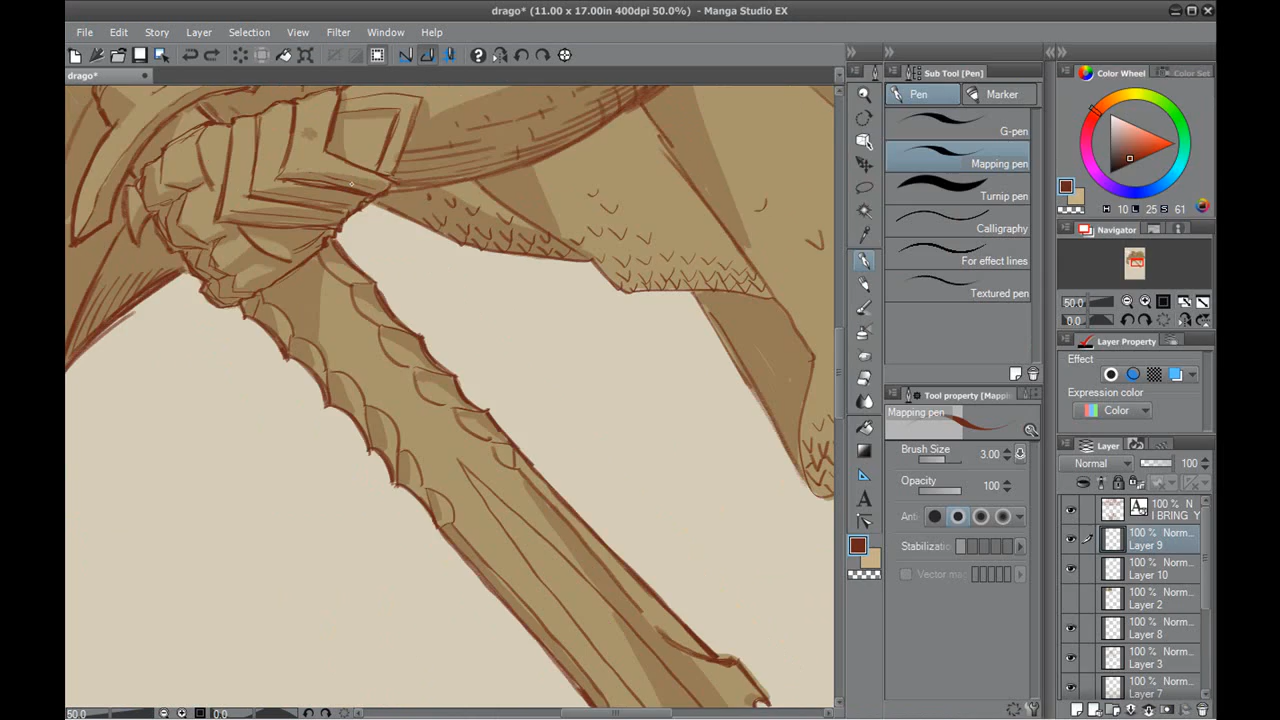 drago* (11.00 x 17.00in 400dpi 50.0%) - Manga Studio EX
File Edit Story Layer Selection View Filter Window Help
drago*
Sub Tool [Pen]
Color Wheel Color Set
Pen Marker
G-pen
Mapping pen
Turnip pen
Calligraphy
For effect lines
Textured pen
H 10 L 25 S 61
Navigator
50.0
0.0
Layer Property
Effect
Expression color
Color
Tool property [Mappi
Mapping pen
Brush Size 3.00
Opacity 100
Anti-
Stabilizatio
Vector ma
Layer
Normal 100
100 % N
I BRING Y
100 % Norm...
Layer 9
100 % Norm...
Layer 10
100 % Norm...
Layer 2
100 % Norm...
Layer 8
100 % Norm...
Layer 3
100 % Norm...
Layer 7
50.0 0.0